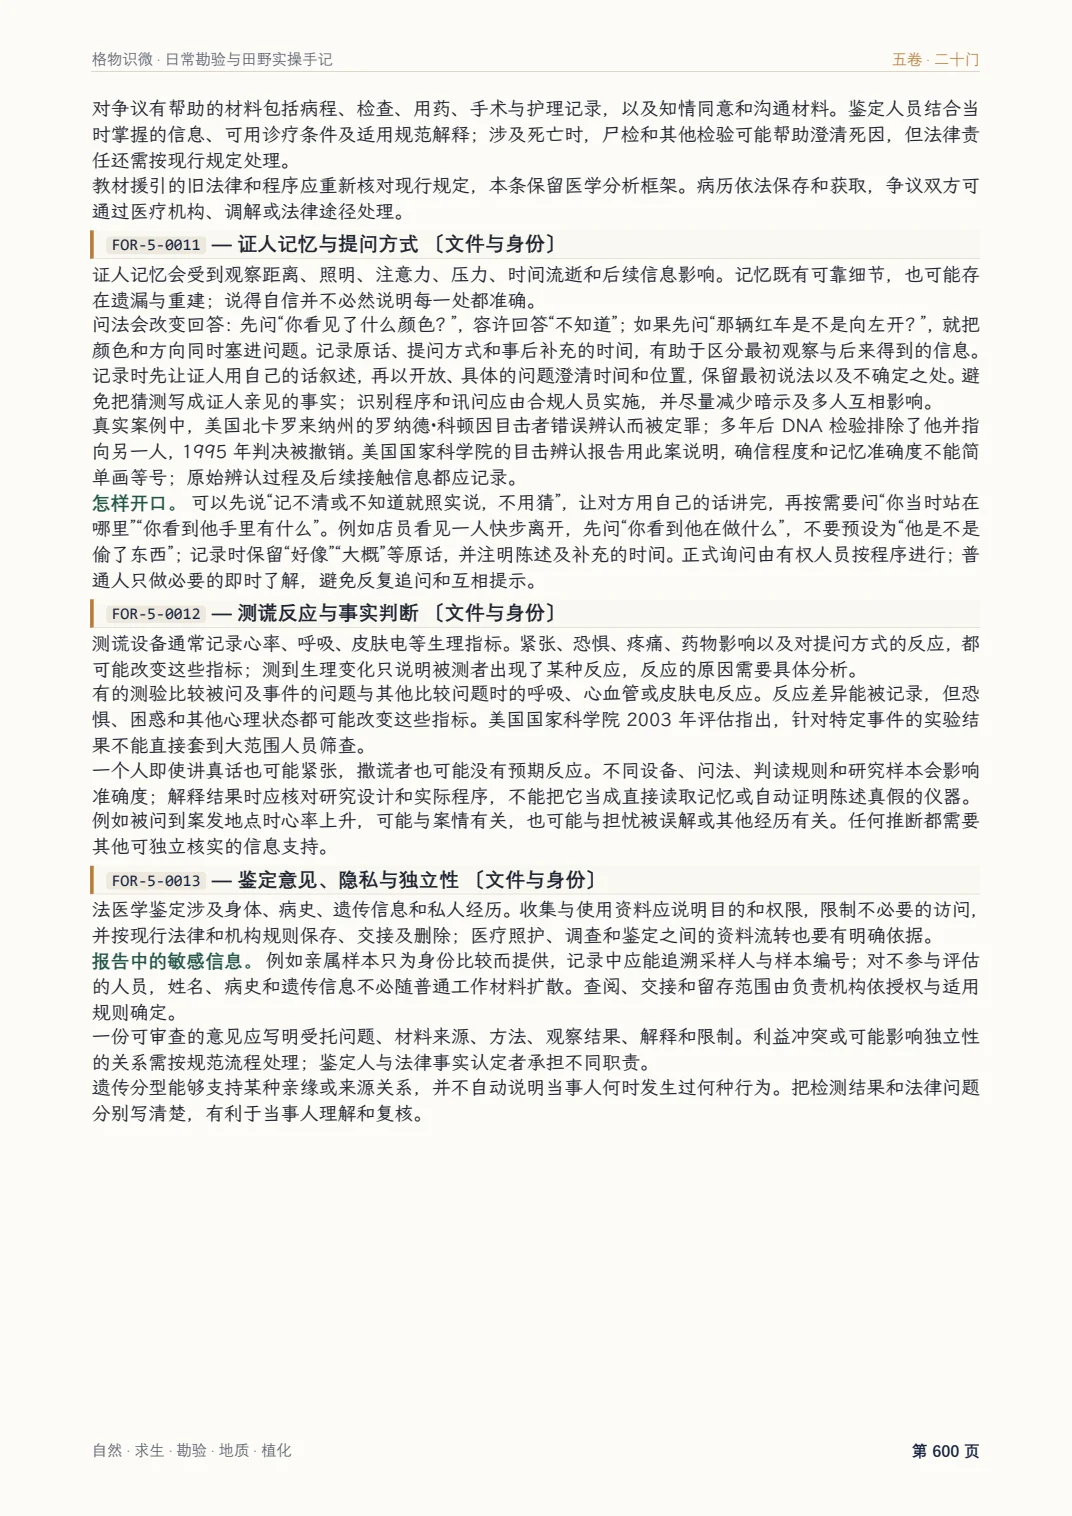 格物识微 · 日常勘验与田野实操手记
五卷 · 二十门
对争议有帮助的材料包括病程、检查、用药、手术与护理记录，以及知情同意和沟通材料。鉴定人员结合当
时掌握的信息、可用诊疗条件及适用规范解释；涉及死亡时，尸检和其他检验可能帮助澄清死因，但法律责
任还需按现行规定处理。
教材援引的旧法律和程序应重新核对现行规定，本条保留医学分析框架。病历依法保存和获取，争议双方可
通过医疗机构、调解或法律途径处理。
FOR-5-0011 — 证人记忆与提问方式 〔文件与身份〕
证人记忆会受到观察距离、照明、注意力、压力、时间流逝和后续信息影响。记忆既有可靠细节，也可能存
在遗漏与重建；说得自信并不必然说明每一处都准确。
问法会改变回答：先问“你看见了什么颜色？”，容许回答“不知道”；如果先问“那辆红车是不是向左开？”，就把
颜色和方向同时塞进问题。记录原话、提问方式和事后补充的时间，有助于区分最初观察与后来得到的信息。
记录时先让证人用自己的话叙述，再以开放、具体的问题澄清时间和位置，保留最初说法以及不确定之处。避
免把猜测写成证人亲见的事实；识别程序和讯问应由合规人员实施，并尽量减少暗示及多人互相影响。
真实案例中，美国北卡罗来纳州的罗纳德•科顿因目击者错误辨认而被定罪；多年后 DNA 检验排除了他并指
向另一人，1995 年判决被撤销。美国国家科学院的目击辨认报告用此案说明，确信程度和记忆准确度不能简
单画等号；原始辨认过程及后续接触信息都应记录。
怎样开口。 可以先说“记不清或不知道就照实说，不用猜”，让对方用自己的话讲完，再按需要问“你当时站在
哪里”“你看到他手里有什么”。例如店员看见一人快步离开，先问“你看到他在做什么”，不要预设为“他是不是
偷了东西”；记录时保留“好像”“大概”等原话，并注明陈述及补充的时间。正式询问由有权人员按程序进行；普
通人只做必要的即时了解，避免反复追问和互相提示。
FOR-5-0012 — 测谎反应与事实判断 〔文件与身份〕
测谎设备通常记录心率、呼吸、皮肤电等生理指标。紧张、恐惧、疼痛、药物影响以及对提问方式的反应，都
可能改变这些指标；测到生理变化只说明被测者出现了某种反应，反应的原因需要具体分析。
有的测验比较被问及事件的问题与其他比较问题时的呼吸、心血管或皮肤电反应。反应差异能被记录，但恐
惧、困惑和其他心理状态都可能改变这些指标。美国国家科学院 2003 年评估指出，针对特定事件的实验结
果不能直接套到大范围人员筛查。
一个人即使讲真话也可能紧张，撒谎者也可能没有预期反应。不同设备、问法、判读规则和研究样本会影响
准确度；解释结果时应核对研究设计和实际程序，不能把它当成直接读取记忆或自动证明陈述真假的仪器。
例如被问到案发地点时心率上升，可能与案情有关，也可能与担忧被误解或其他经历有关。任何推断都需要
其他可独立核实的信息支持。
FOR-5-0013 — 鉴定意见、隐私与独立性 〔文件与身份〕
法医学鉴定涉及身体、病史、遗传信息和私人经历。收集与使用资料应说明目的和权限，限制不必要的访问，
并按现行法律和机构规则保存、交接及删除；医疗照护、调查和鉴定之间的资料流转也要有明确依据。
报告中的敏感信息。 例如亲属样本只为身份比较而提供，记录中应能追溯采样人与样本编号；对不参与评估
的人员，姓名、病史和遗传信息不必随普通工作材料扩散。查阅、交接和留存范围由负责机构依授权与适用
规则确定。
一份可审查的意见应写明受托问题、材料来源、方法、观察结果、解释和限制。利益冲突或可能影响独立性
的关系需按规范流程处理；鉴定人与法律事实认定者承担不同职责。
遗传分型能够支持某种亲缘或来源关系，并不自动说明当事人何时发生过何种行为。把检测结果和法律问题
分别写清楚，有利于当事人理解和复核。
自然 · 求生 · 勘验 · 地质 · 植化
第 600 页